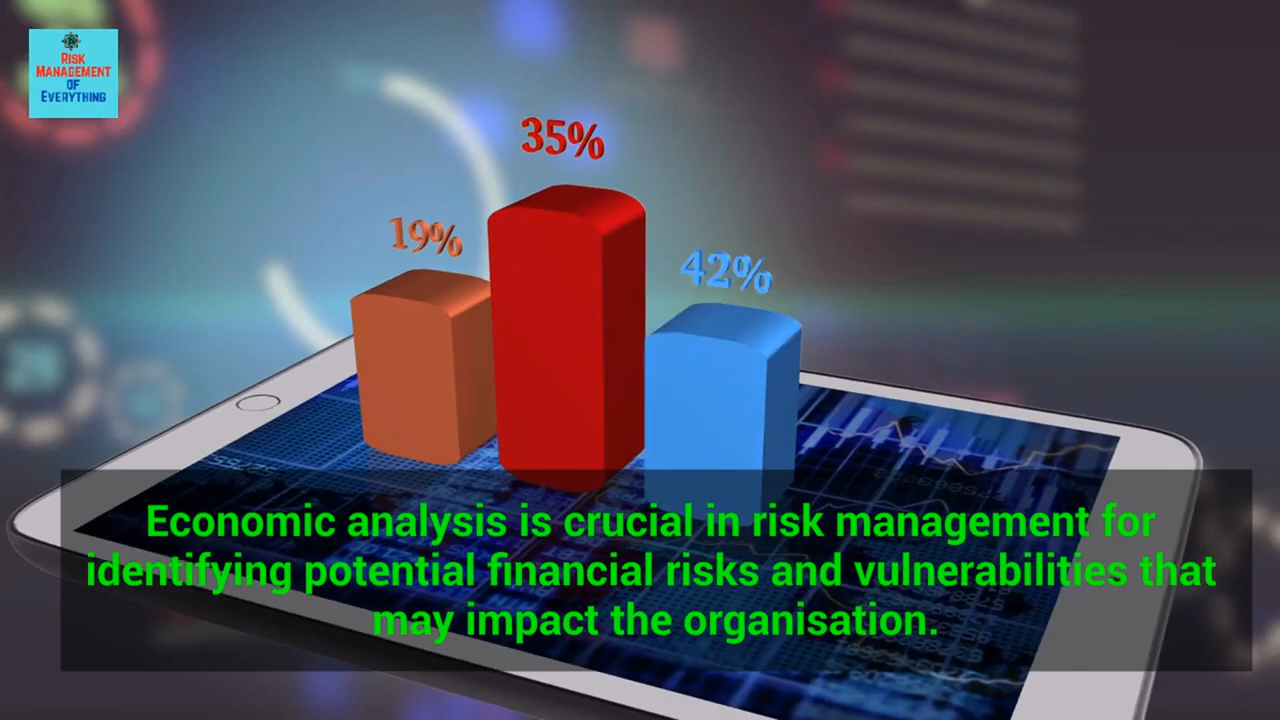 RISK
MANAGEMENT
OF
EVERYTHING
35%
19%
42%
Economic analysis is crucial in risk management for
identifying potential financial risks and vulnerabilities that
may impact the organisation.